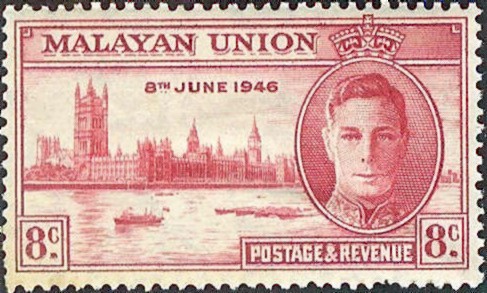 MALAYAN UNION
8TH JUNE 1946
8C.
POSTAGE & REVENUE
8C.